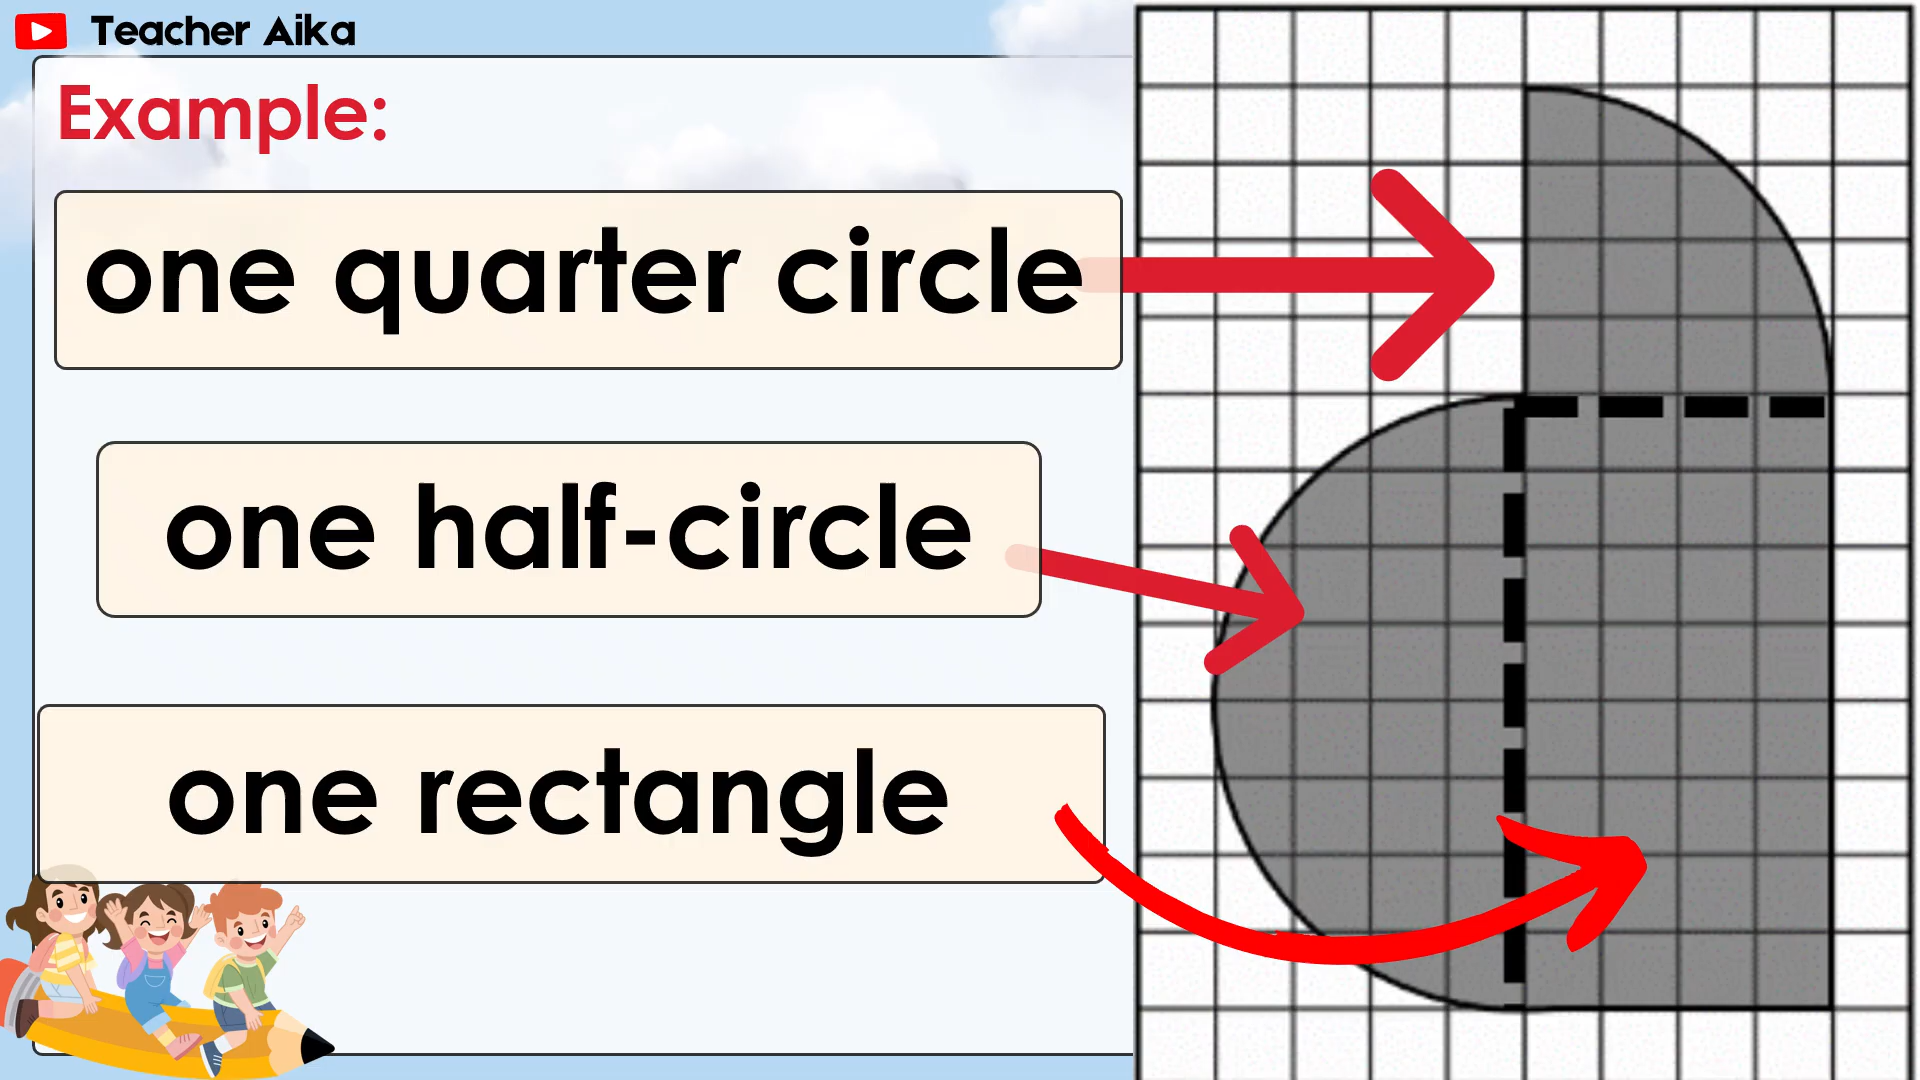 Teacher Aika
Example:
one quarter circle
one half-circle
one rectangle